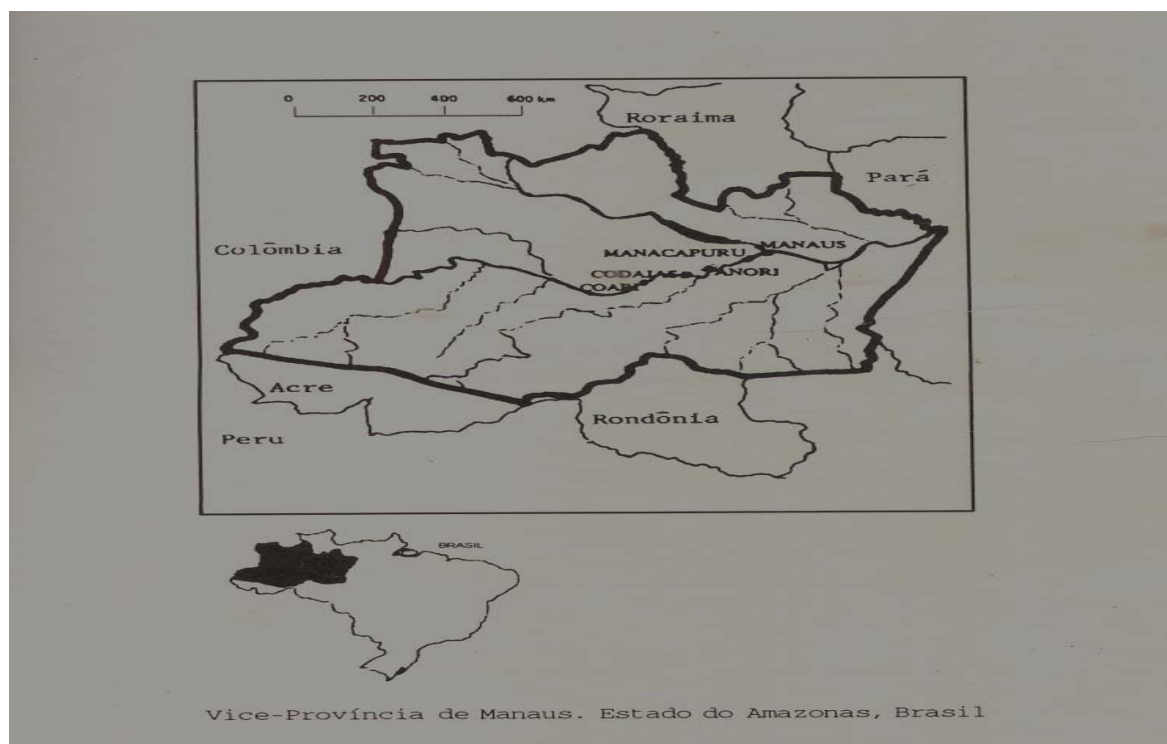 0 200 400 600 km
Roraima
Pará
Colômbia
MANACAPURU MANAUS
CODAJAS ANORI
COARI
Acre
Rondônia
Peru
BRASIL
Vice-Província de Manaus. Estado do Amazonas, Brasil